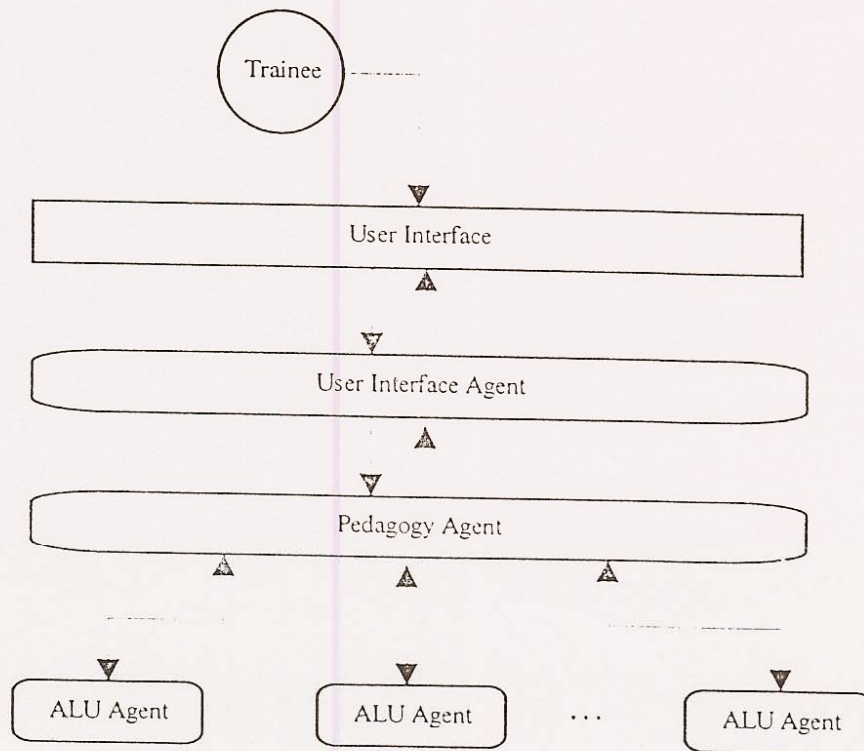 Trainee
User Interface
User Interface Agent
Pedagogy Agent
ALU Agent
ALU Agent
...
ALU Agent